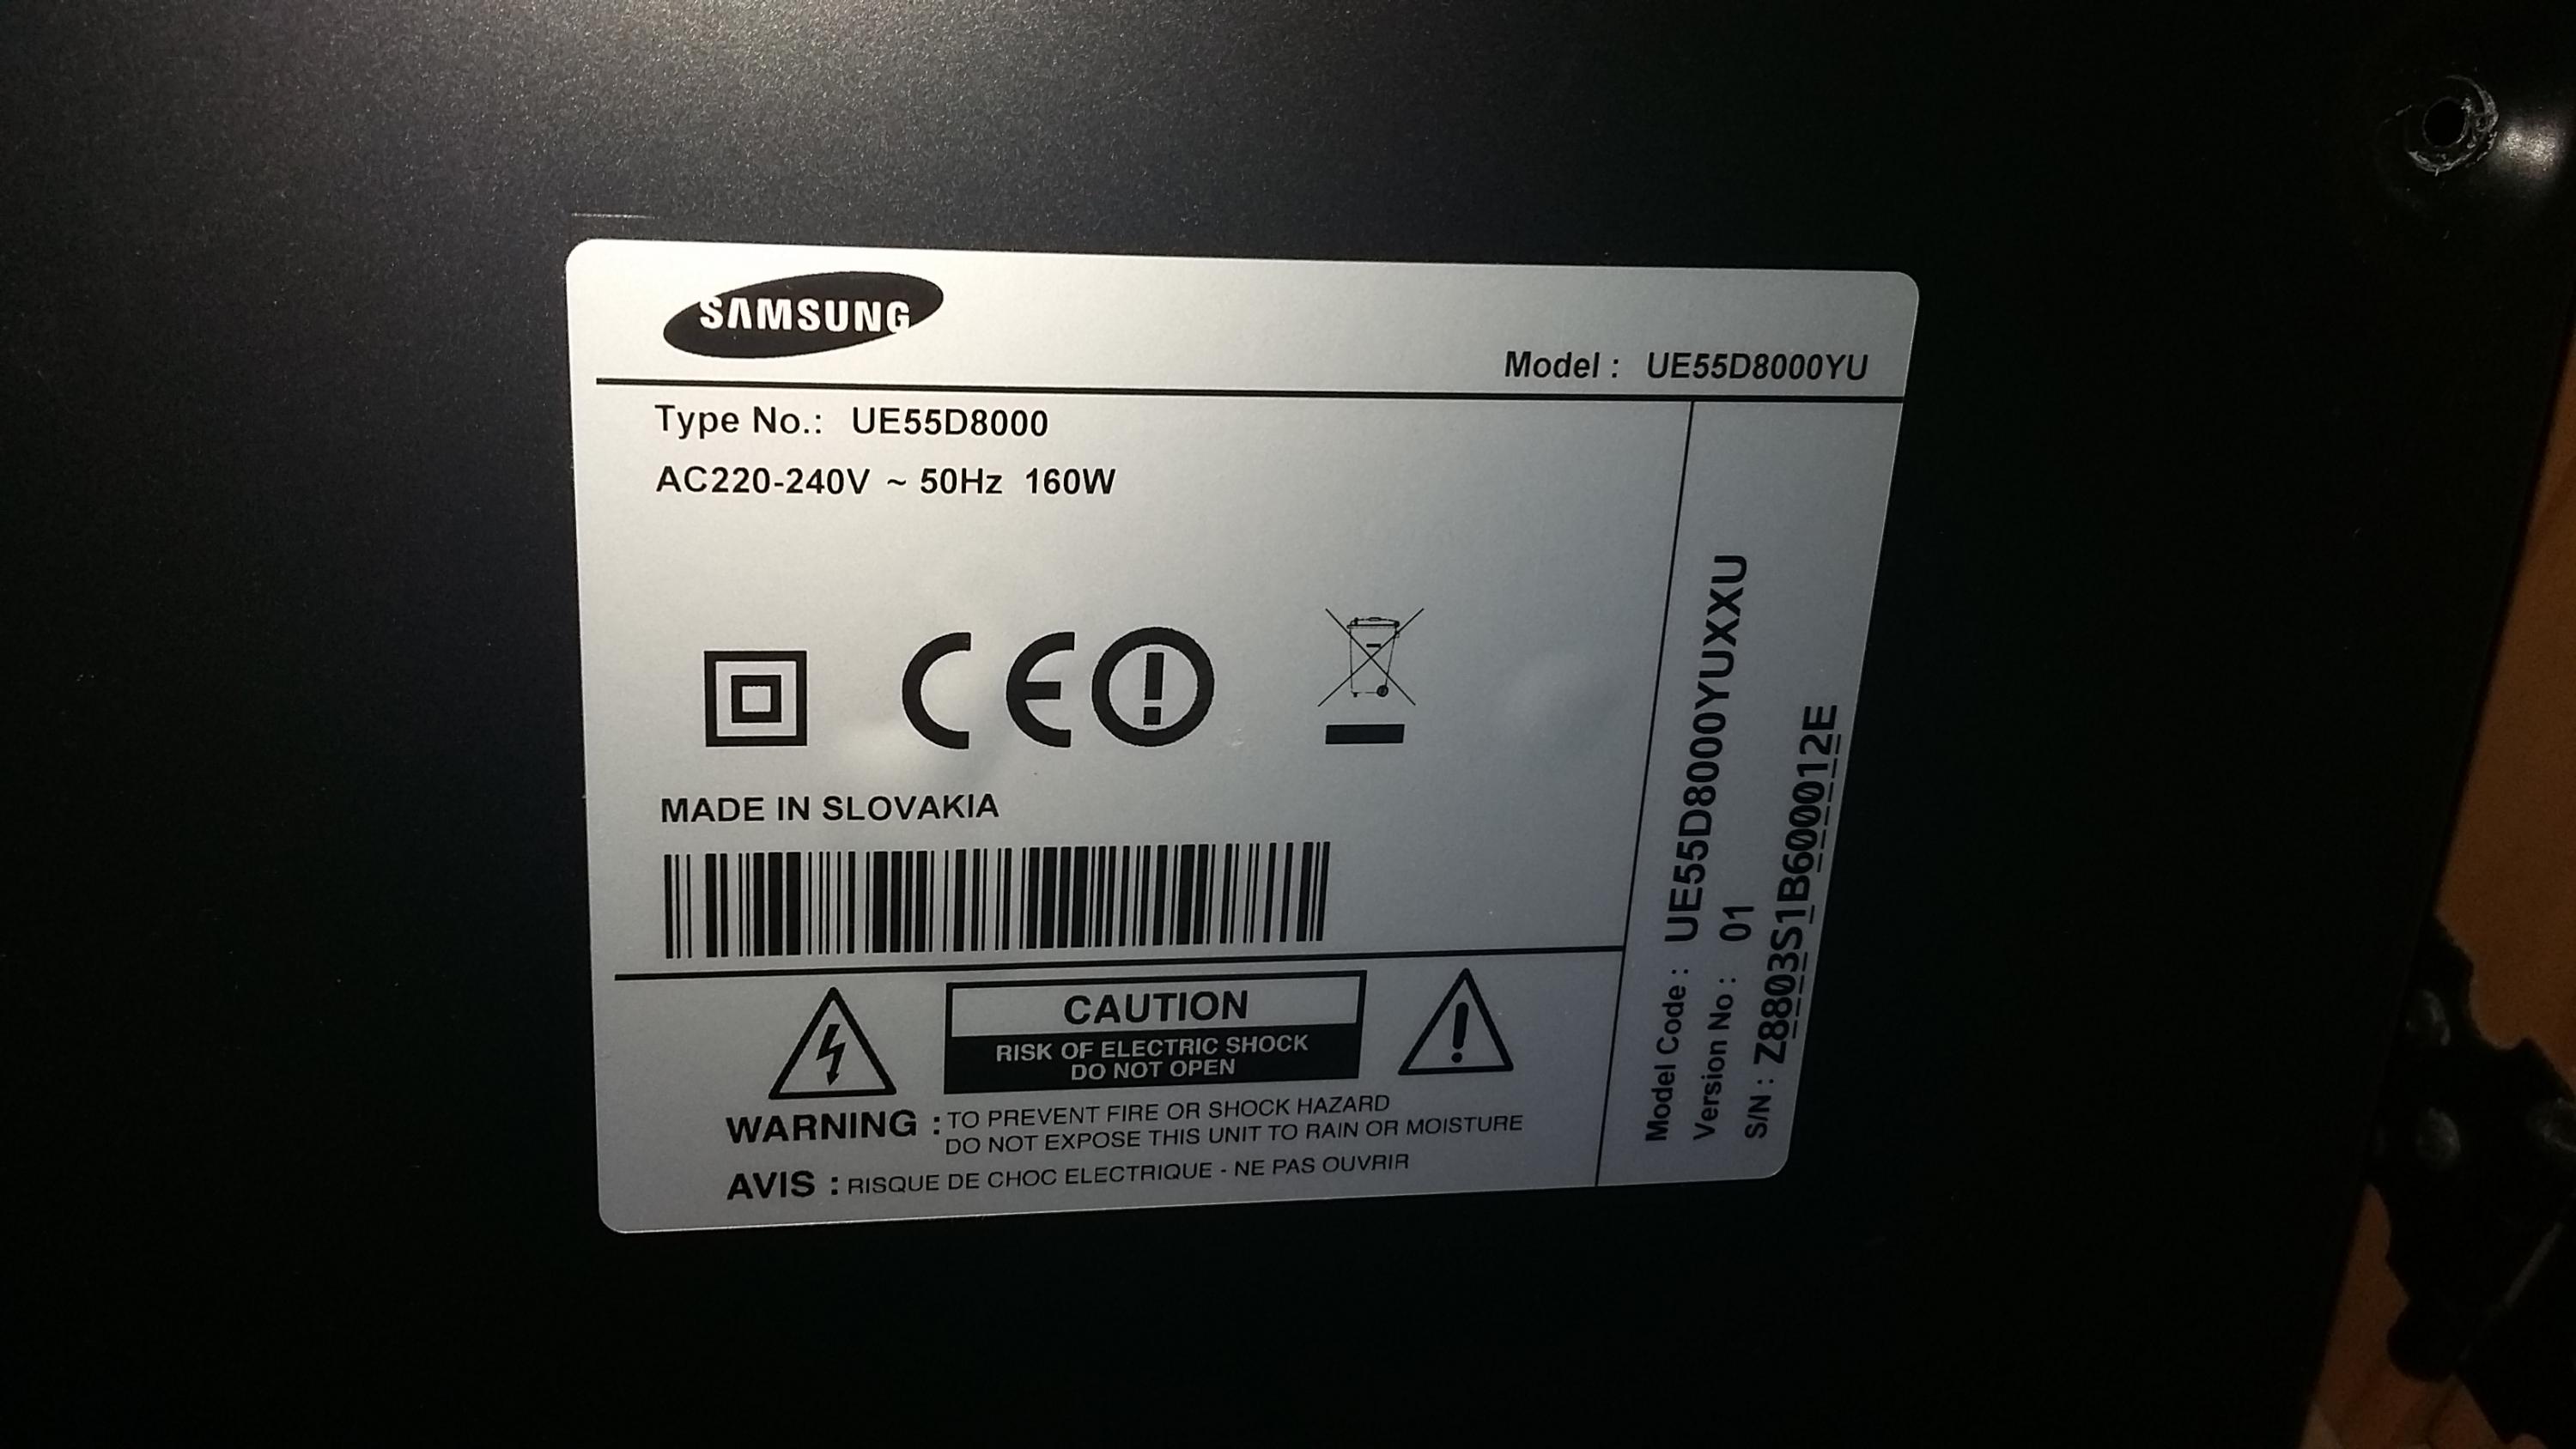 SAMSUNG
Model : UE55D8000YU
Type No.: UE55D8000
AC220-240V ~ 50Hz 160W
CE
MADE IN SLOVAKIA
CAUTION
RISK OF ELECTRIC SHOCK
DO NOT OPEN
WARNING : TO PREVENT FIRE OR SHOCK HAZARD
DO NOT EXPOSE THIS UNIT TO RAIN OR MOISTURE
AVIS : RISQUE DE CHOC ELECTRIQUE - NE PAS OUVRIR
Model Code : UE55D8000YUXXU
Version No : 01
S/N : Z8803S1B600012E